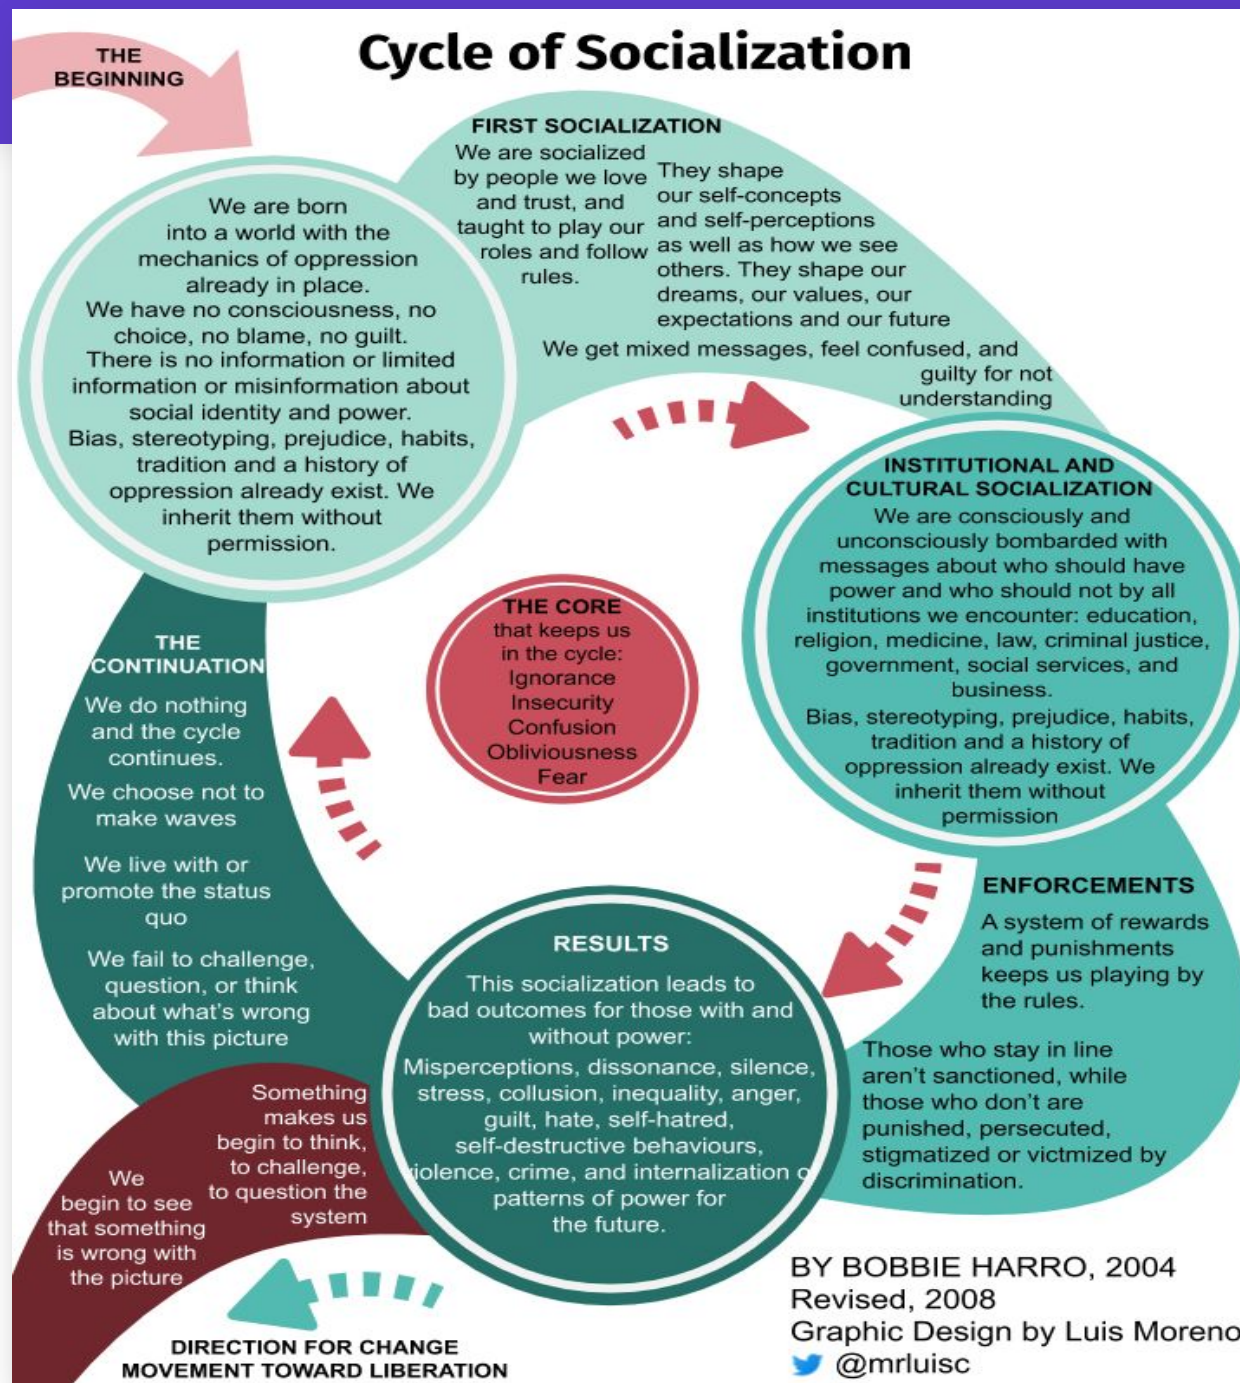 Cycle of Socialization
THE
BEGINNING
We are born
into a world with the
mechanics of oppression
already in place.
We have no consciousness, no
choice, no blame, no guilt.
There is no information or limited
information or misinformation about
social identity and power.
Bias, stereotyping, prejudice, habits,
tradition and a history of
oppression already exist. We
inherit them without
permission.
FIRST SOCIALIZATION
We are socialized
by people we love
and trust, and
taught to play our
roles and follow
rules.
They shape
our self-concepts
and self-perceptions
as well as how we see
others. They shape our
dreams, our values, our
expectations and our future
We get mixed messages, feel confused, and
guilty for not
understanding
INSTITUTIONAL AND
CULTURAL SOCIALIZATION
We are consciously and
unconsciously bombarded with
messages about who should have
power and who should not by all
institutions we encounter: education,
religion, medicine, law, criminal justice,
government, social services, and
business.
Bias, stereotyping, prejudice, habits,
tradition and a history of
oppression already exist. We
inherit them without
permission
ENFORCEMENTS
A system of rewards
and punishments
keeps us playing by
the rules.
Those who stay in line
aren't sanctioned, while
those who don't are
punished, persecuted,
stigmatized or victmized by
discrimination.
RESULTS
This socialization leads to
bad outcomes for those with and
without power:
Misperceptions, dissonance, silence,
stress, collusion, inequality, anger,
guilt, hate, self-hatred,
self-destructive behaviours,
violence, crime, and internalization of
patterns of power for
the future.
THE
CONTINUATION
We do nothing
and the cycle
continues.
We choose not to
make waves
We live with or
promote the status
quo
We fail to challenge,
question, or think
about what's wrong
with this picture
THE CORE
that keeps us
in the cycle:
Ignorance
Insecurity
Confusion
Obliviousness
Fear
Something
makes us
begin to think,
to challenge,
to question the
system
We
begin to see
that something
is wrong with
the picture
DIRECTION FOR CHANGE
MOVEMENT TOWARD LIBERATION
BY BOBBIE HARRO, 2004
Revised, 2008
Graphic Design by Luis Moreno
@mrluisc